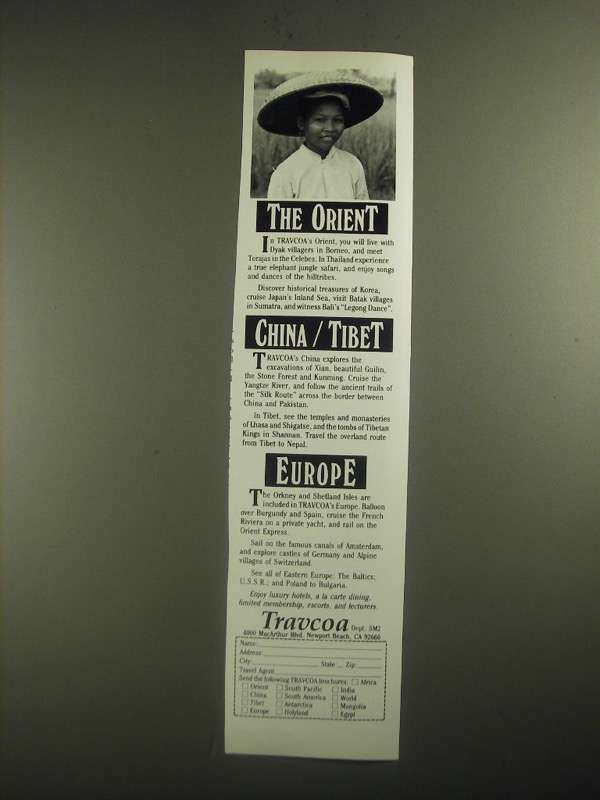 THE ORIENT
In TRAVCOA's Orient, you will live with
Dyak villagers in Borneo, and meet
Torajas in the Celebes. In Thailand experience
a true elephant jungle safari, and enjoy songs
and dances of the hilltribes.
Discover historical treasures of Korea,
cruise Japan's Inland Sea, visit Batak villages
in Sumatra, and witness Bali's "Legong Dance".
CHINA / TIBET
TRAVCOA's China explores the
excavations of Xian, beautiful Guilin,
the Stone Forest and Kunming. Cruise the
Yangtze River, and follow the ancient trails of
the "Silk Route" across the border between
China and Pakistan.
In Tibet, see the temples and monasteries
of Lhasa and Shigatse, and the tombs of Tibetan
Kings in Shannan. Travel the overland route
from Tibet to Nepal.
EUROPE
The Orkney and Shetland Isles are
included in TRAVCOA's Europe. Balloon
over Burgundy and Spain, cruise the French
Riviera on a private yacht, and rail on the
Orient Express.
Sail on the famous canals of Amsterdam,
and explore castles of Germany and Alpine
villages of Switzerland.
See all of Eastern Europe: The Baltics;
U.S.S.R.; and Poland to Bulgaria.
Enjoy luxury hotels, a la carte dining,
limited membership, escorts, and lecturers.
Travcoa Dept. SM2
4000 MacArthur Blvd. Newport Beach, CA 92660
Name
Address
City State Zip
Travel Agent
Send the following TRAVCOA brochures: Africa
Orient South Pacific India
China South America World
Tibet Antarctica Mongolia
Europe Holyland Egypt